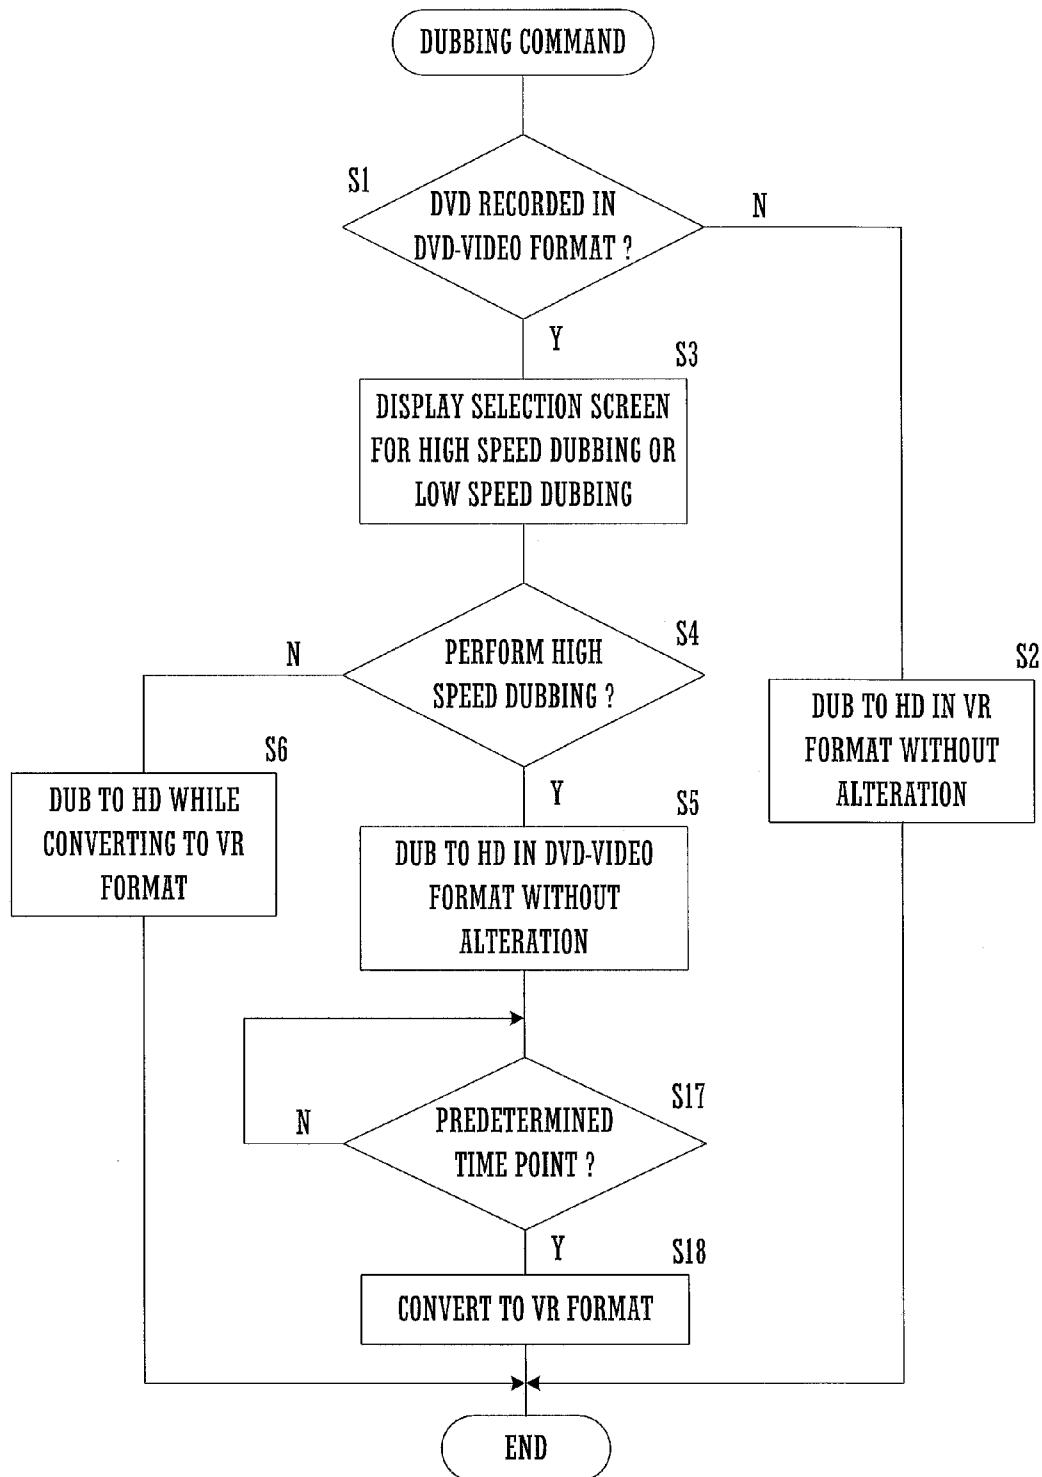 DUBBING COMMAND
S1
DVD RECORDED IN
DVD-VIDEO FORMAT ?
N
Y
S3
DISPLAY SELECTION SCREEN
FOR HIGH SPEED DUBBING OR
LOW SPEED DUBBING
S4
PERFORM HIGH
SPEED DUBBING ?
N
S2
DUB TO HD IN VR
FORMAT WITHOUT
ALTERATION
S6
DUB TO HD WHILE
CONVERTING TO VR
FORMAT
Y
S5
DUB TO HD IN DVD-VIDEO
FORMAT WITHOUT
ALTERATION
S17
PREDETERMINED
TIME POINT ?
N
Y
S18
CONVERT TO VR FORMAT
END